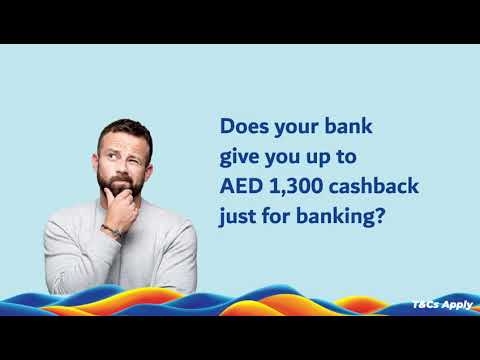 Does your bank
give you up to
AED 1,300 cashback
just for banking?
T&Cs Apply